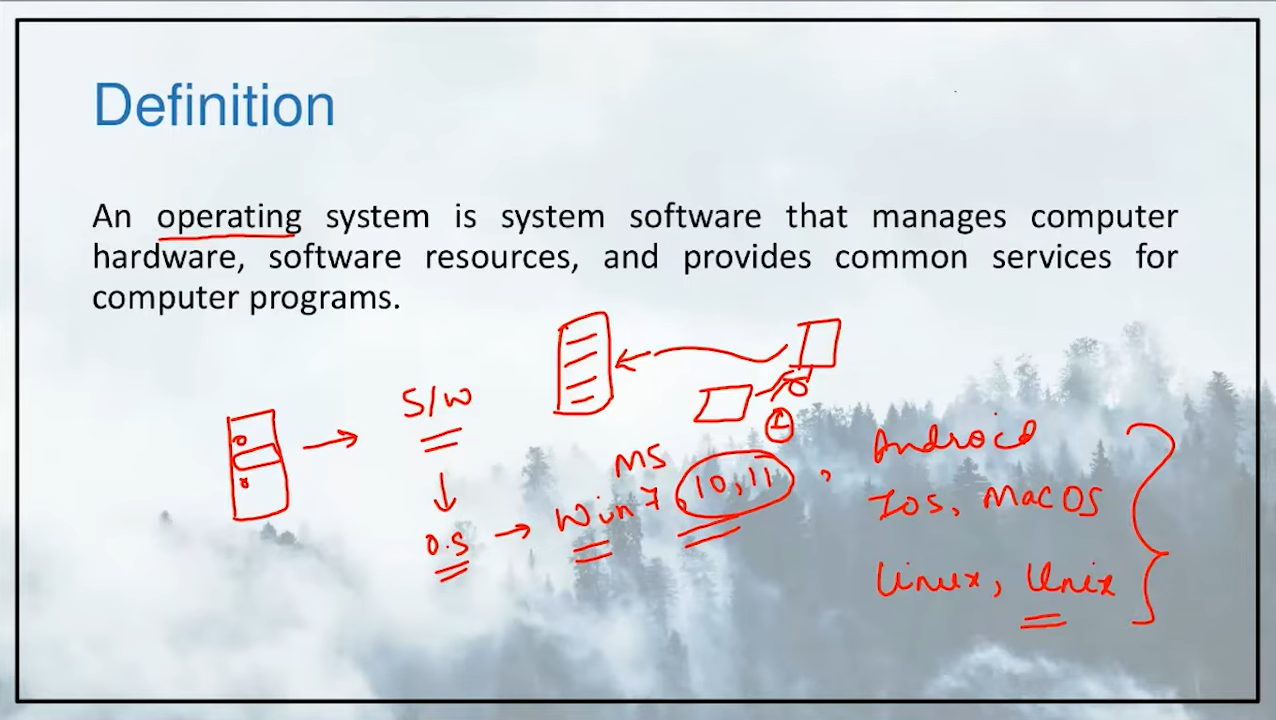 Definition
An operating system is system software that manages computer
hardware, software resources, and provides common services for
computer programs.
S/W
O.S
MS
Win 7, 10, 11,
Android
Ios, MacOS
Linux, Unix